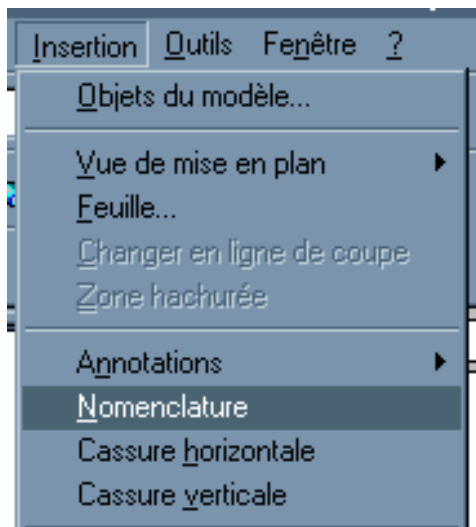 Insertion Outils Fenêtre ?
Objets du modèle...
Vue de mise en plan
Feuille...
Changer en ligne de coupe
Zone hachurée
Annotations
Nomenclature
Cassure horizontale
Cassure verticale